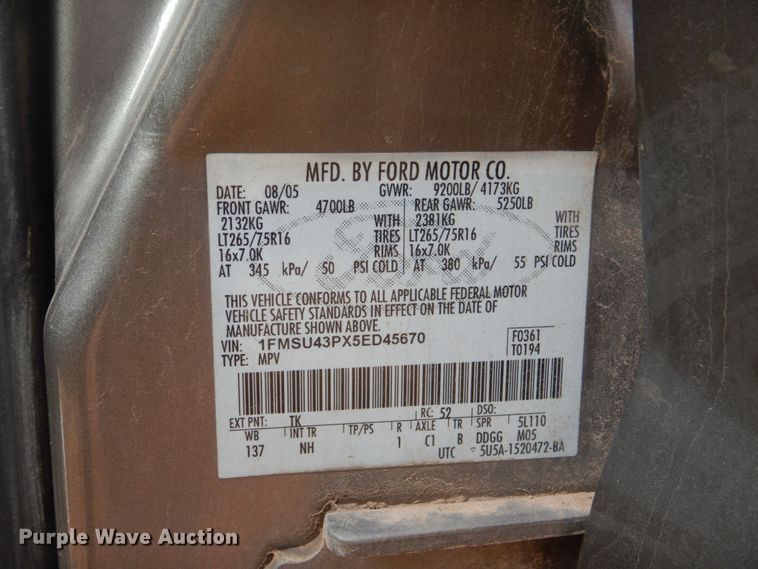 MFD. BY FORD MOTOR CO.
DATE: 08/05 GVWR: 9200LB/ 4173KG
FRONT GAWR: 4700LB REAR GAWR: 5250LB
2132KG WITH 2381KG WITH
LT265/75R16 TIRES LT265/75R16 TIRES
16x7.0K RIMS 16x7.0K RIMS
AT 345 kPa/ 50 PSI COLD AT 380 kPa/ 55 PSI COLD
Ford
THIS VEHICLE CONFORMS TO ALL APPLICABLE FEDERAL MOTOR
VEHICLE SAFETY STANDARDS IN EFFECT ON THE DATE OF
MANUFACTURE SHOWN ABOVE.
VIN: 1FMSU43PX5ED45670 F0361
TYPE: MPV T0194
EXT PNT: TK RC: 52 DSO:
WB INT TR TP/PS R AXLE TR SPR 5L110
137 NH 1 C1 B DDGG M05
UTC 5U5A-1520472-BA
Purple Wave Auction®